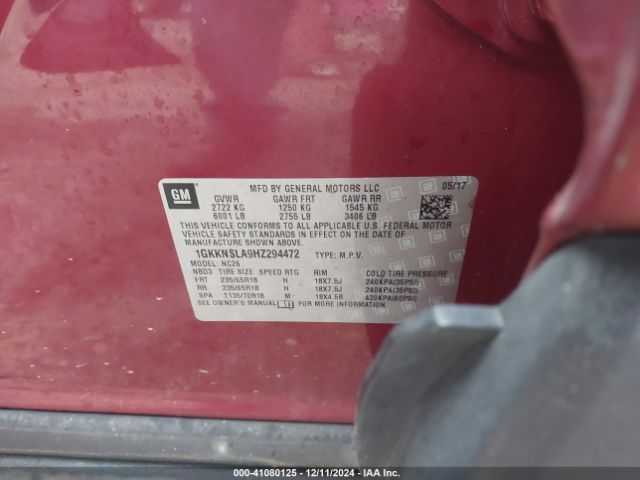 GM
MFD BY GENERAL MOTORS LLC 05/17
GVWR GAWR FRT GAWR RR
2722 KG 1250 KG 1545 KG
6001 LB 2755 LB 3406 LB
THIS VEHICLE CONFORMS TO ALL APPLICABLE U.S. FEDERAL MOTOR
VEHICLE SAFETY STANDARDS IN EFFECT ON THE DATE OF
MANUFACTURE SHOWN ABOVE.
1GKKNSLA9HZ294472 TYPE: M.P.V.
MODEL: NC26
NBD3 TIRE SIZE SPEED RTG RIM COLD TIRE PRESSURE
FRT 235/65R18 H 18X7.5J 240KPA(35PSI)
RR 235/65R18 H 18X7.5J 240KPA(35PSI)
SPA T135/70R18 M 18X4.5B 420KPA(60PSI)
SEE OWNER'S MANUAL FOR MORE INFORMATION
000-41080125 - 12/11/2024 - IAA Inc.